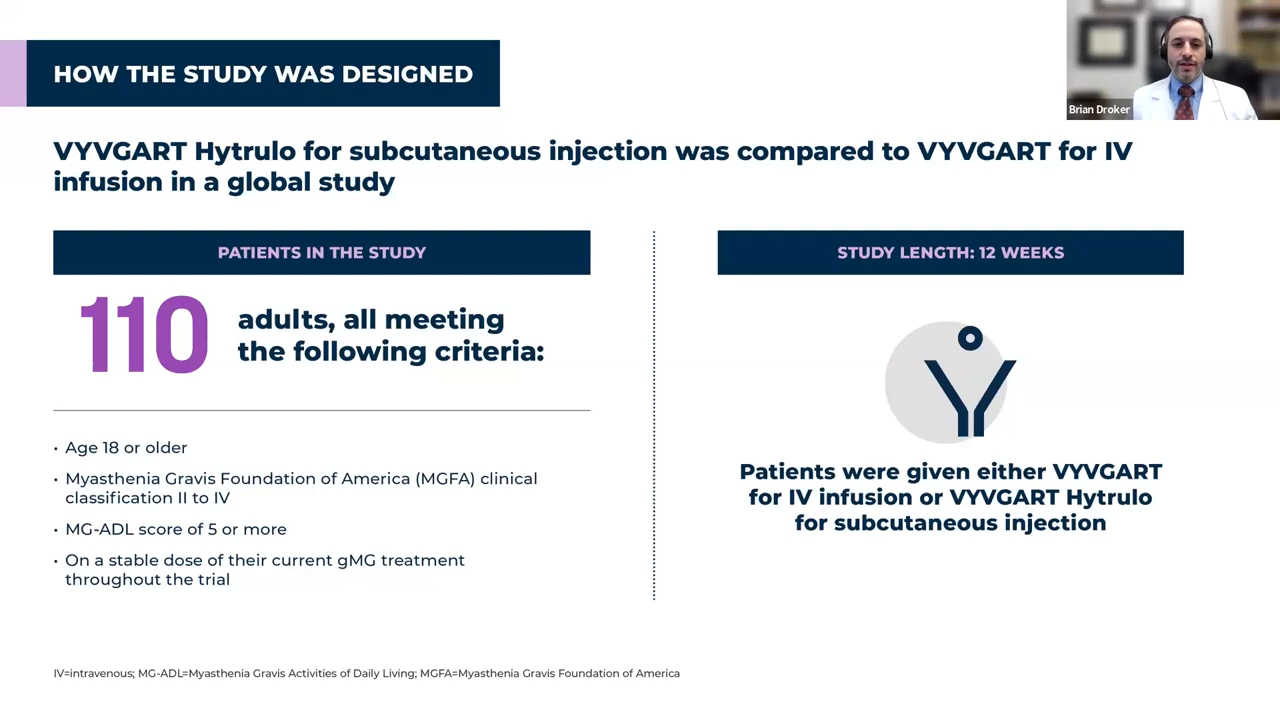 HOW THE STUDY WAS DESIGNED
Brian Droker
VYVGART Hytrulo for subcutaneous injection was compared to VYVGART for IV
infusion in a global study
PATIENTS IN THE STUDY
110
adults, all meeting
the following criteria:
• Age 18 or older
• Myasthenia Gravis Foundation of America (MGFA) clinical
classification II to IV
• MG-ADL score of 5 or more
• On a stable dose of their current gMG treatment
throughout the trial
STUDY LENGTH: 12 WEEKS
Patients were given either VYVGART
for IV infusion or VYVGART Hytrulo
for subcutaneous injection
IV=intravenous; MG-ADL=Myasthenia Gravis Activities of Daily Living; MGFA=Myasthenia Gravis Foundation of America